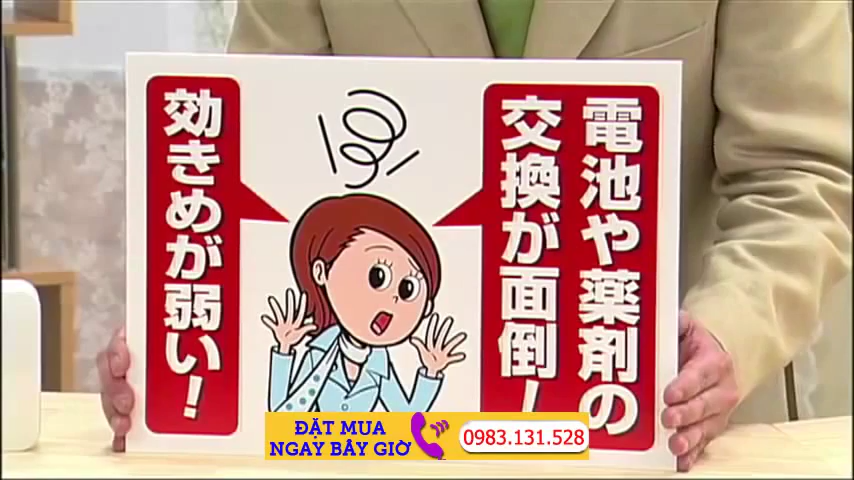 電池や薬剤の
交換が面倒！
効きめが弱い！
ĐẶT MUA
NGAY BÂY GIỜ
0983.131.528